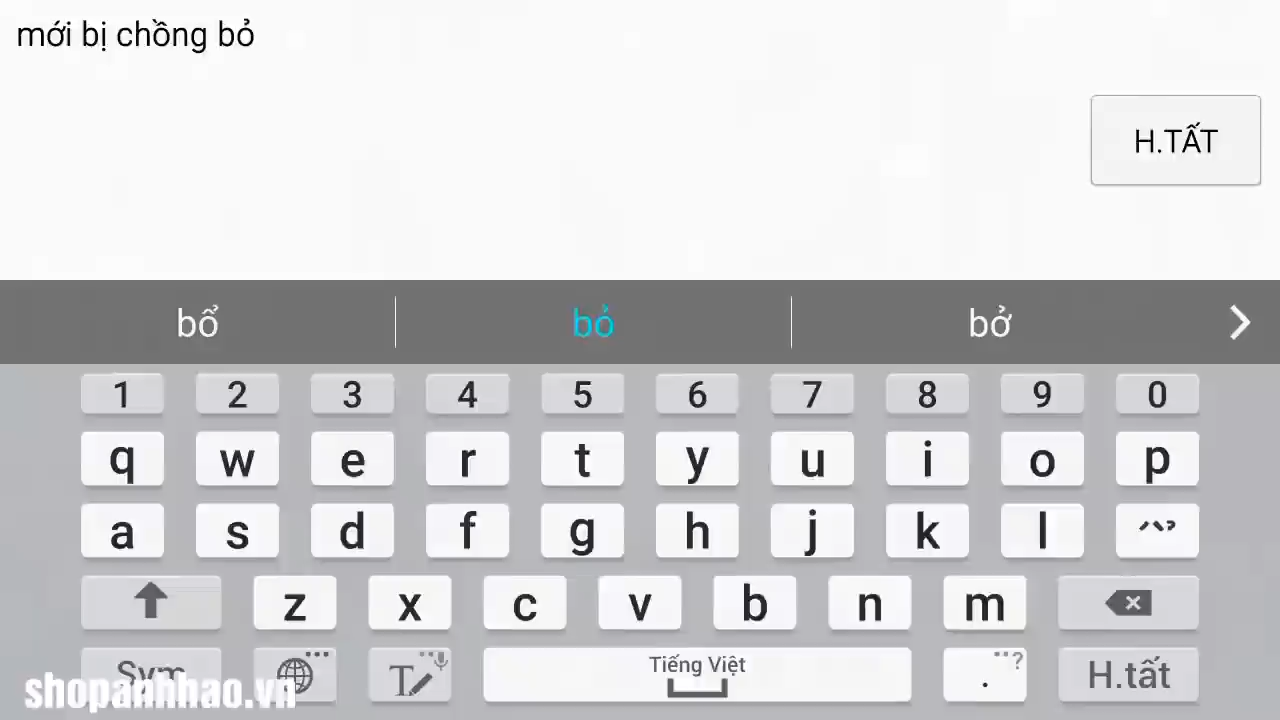 mới bị chồng bỏ
H.TẤT
bổ bỏ bở
1 2 3 4 5 6 7 8 9 0
q w e r t y u i o p
a s d f g h j k l ^~?
z x c v b n m
Sym T Tiếng Việt . ? H.tất
shopanhhao.vn